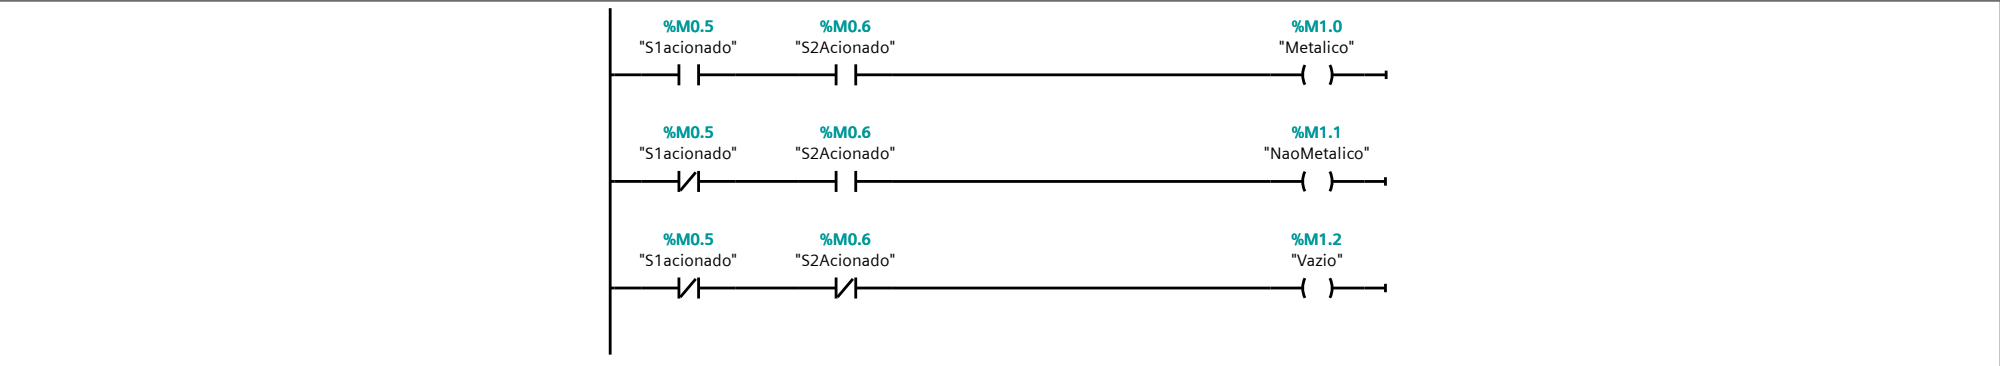 %M0.5 %M0.6 %M1.0
"S1acionado" "S2Acionado" "Metalico"
%M0.5 %M0.6 %M1.1
"S1acionado" "S2Acionado" "NaoMetalico"
%M0.5 %M0.6 %M1.2
"S1acionado" "S2Acionado" "Vazio"